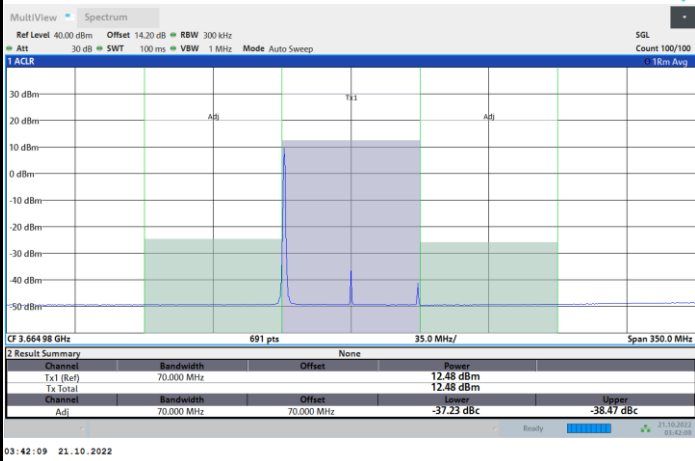 MultiView Spectrum
Ref Level 40.00 dBm Offset 14.20 dB RBW 300 kHz SGL
Att 30 dB SWT 100 ms VBW 1 MHz Mode Auto Sweep Count 100/100
1 ACLR 1Rm Avg
30 dBm
Tx1
20 dBm Adj Adj
10 dBm
0 dBm
-10 dBm
-20 dBm
-30 dBm
-40 dBm
-50 dBm
CF 3.664 98 GHz 691 pts 35.0 MHz/ Span 350.0 MHz
2 Result Summary None
Channel Bandwidth Offset Power
Tx1 (Ref) 70.000 MHz 12.48 dBm
Tx Total 12.48 dBm
Channel Bandwidth Offset Lower Upper
Adj 70.000 MHz 70.000 MHz -37.23 dBc -38.47 dBc
Ready 21.10.2022
03:42:09 21.10.2022